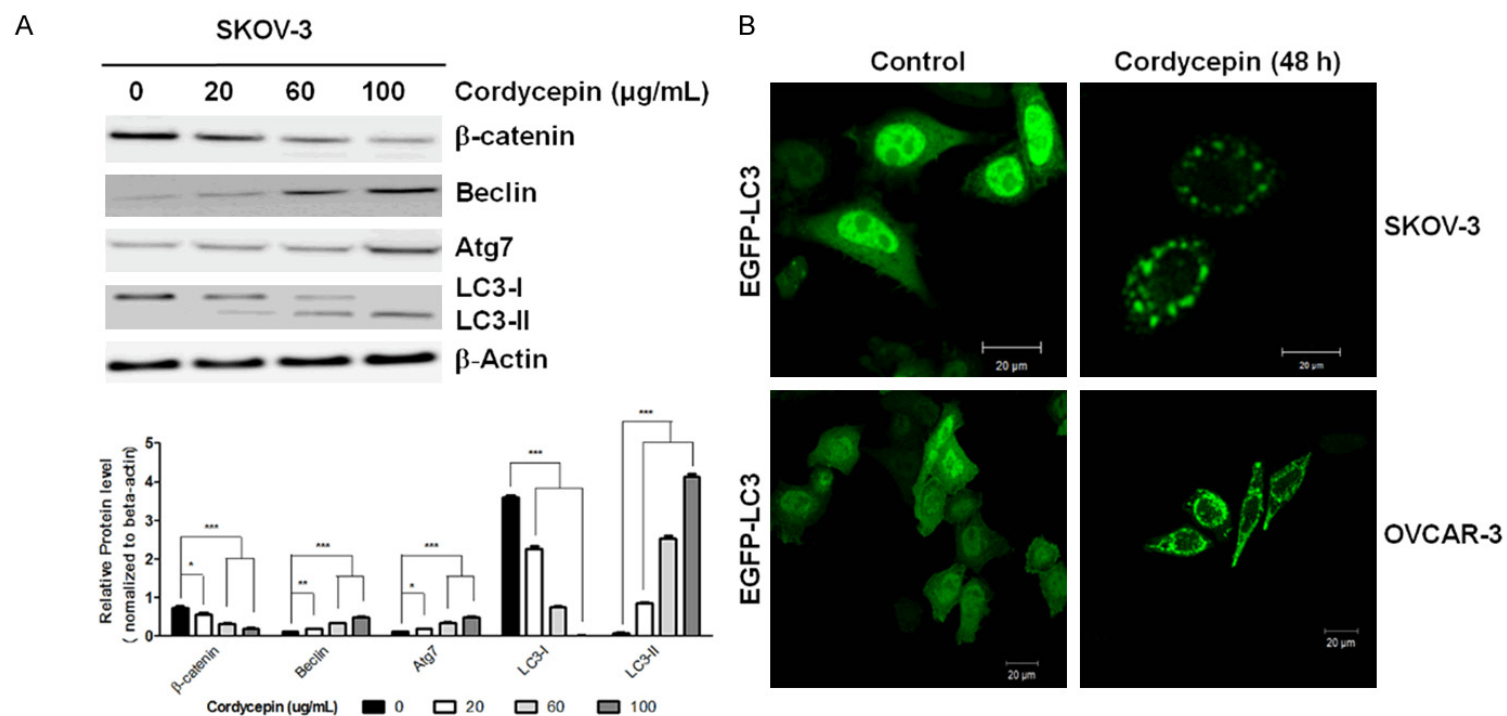 A
SKOV-3
0 20 60 100 Cordycepin (µg/mL)
β-catenin
Beclin
Atg7
LC3-I
LC3-II
β-Actin
Relative Protein level
( nomalized to beta-actin)
5
4
3
2
1
0
*** * *** ** *** * *** ***
β-catenin Beclin Atg7 LC3-I LC3-II
Cordycepin (ug/mL) 0 20 60 100
B
Control Cordycepin (48 h)
EGFP-LC3
20 µm
20 µm
SKOV-3
EGFP-LC3
20 µm
20 µm
OVCAR-3